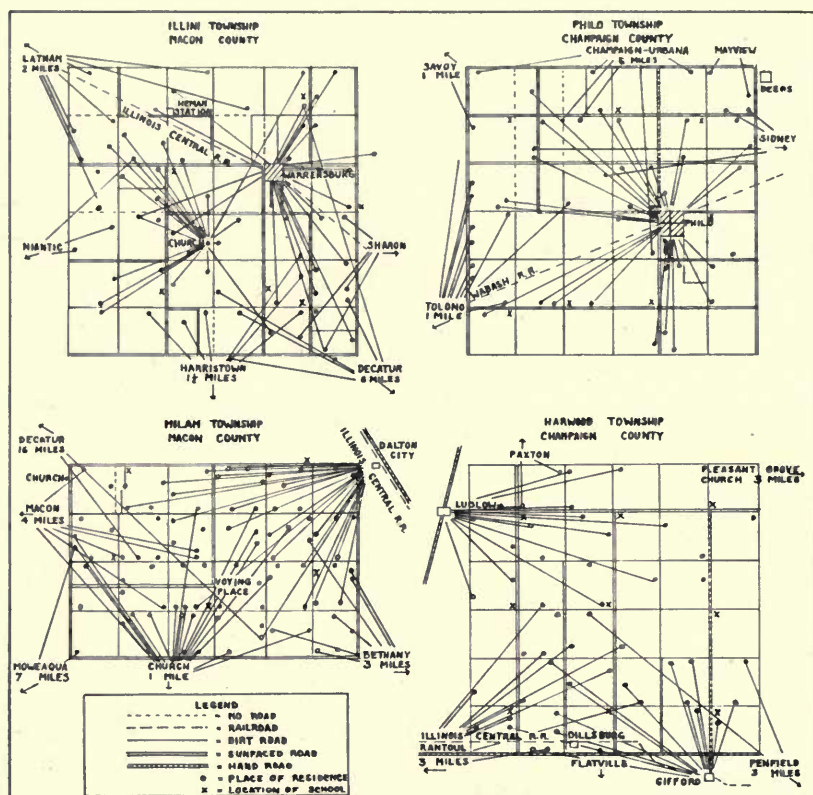 ILLINI TOWNSHIP
MACON COUNTY
LATHAM
2 MILES
HEMAN
STATION
ILLINOIS CENTRAL R.R.
WARRENSBURG
CHURCH
NIANTIC
SHARON
HARRISTOWN
1½ MILES
DECATUR
6 MILES
PHILO TOWNSHIP
CHAMPAIGN COUNTY
CHAMPAIGN-URBANA
6 MILES
MAYVIEW
SAVOY
1 MILE
DEERS
SIDNEY
PHILO
WABASH R.R.
TOLONO
1 MILE
MILAM TOWNSHIP
MACON COUNTY
DECATUR
16 MILES
CHURCH
MACON
4 MILES
ILLINOIS CENTRAL R.R.
DALTON
CITY
VOTING
PLACE
MOWEAQUA
7 MILES
CHURCH
1 MILE
BETHANY
3 MILES
HARWOOD TOWNSHIP
CHAMPAIGN COUNTY
PAXTON
LUDLOW
PLEASANT GROVE
CHURCH 3 MILES
ILLINOIS CENTRAL R.R.
RANTOUL
3 MILES
DILLSBURG
FLATVILLE
GIFFORD
PENFIELD
3 MILES
LEGEND
= NO ROAD
= RAILROAD
= DIRT ROAD
= SURFACED ROAD
= HARD ROAD
= PLACE OF RESIDENCE
x = LOCATION OF SCHOOL